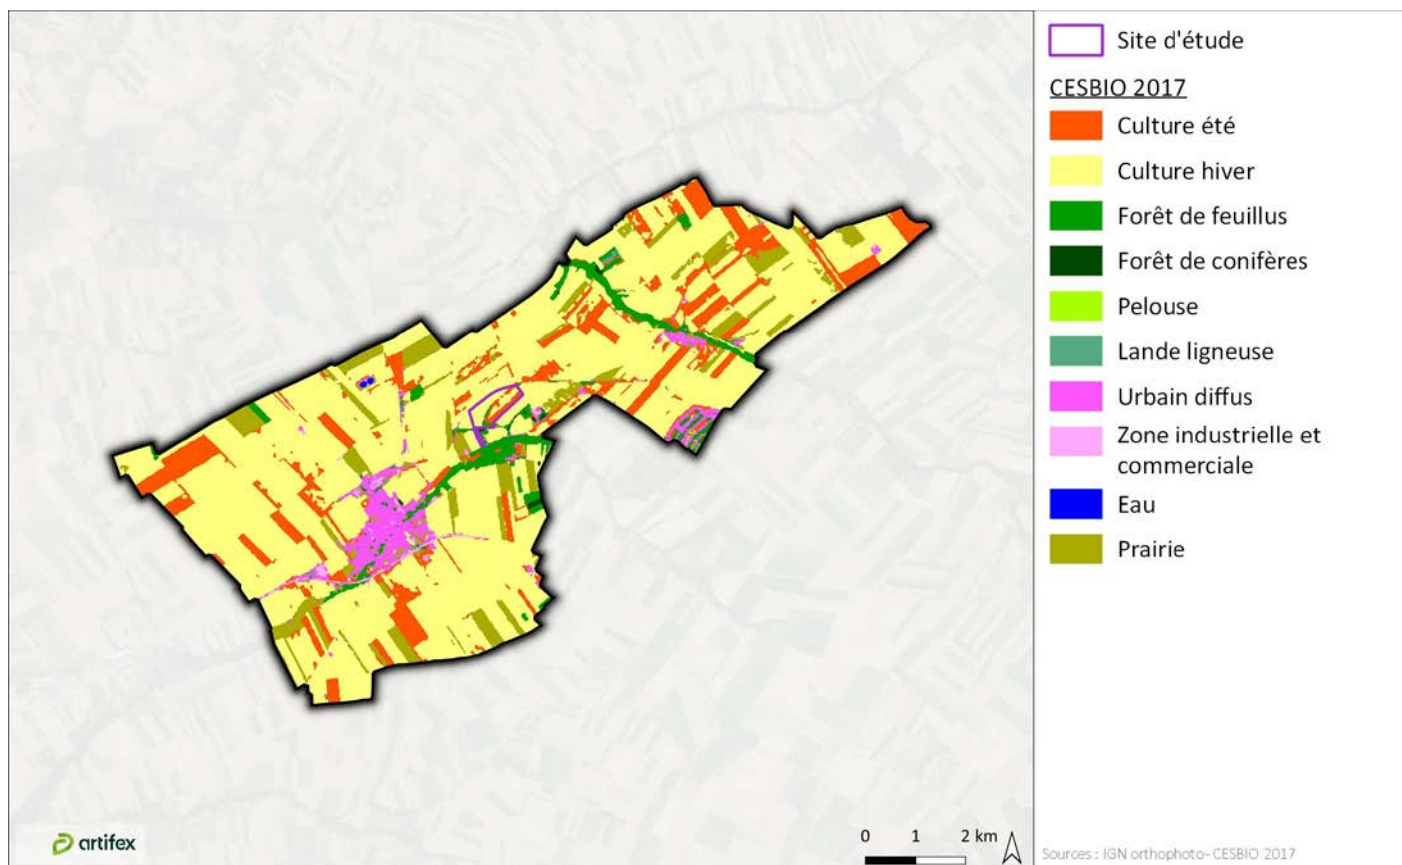 Site d'étude
CESBIO 2017
Culture été
Culture hiver
Forêt de feuillus
Forêt de conifères
Pelouse
Lande ligneuse
Urbain diffus
Zone industrielle et
commerciale
Eau
Prairie
artifex
0 1 2 km
Sources : IGN orthophoto- CESBIO 2017